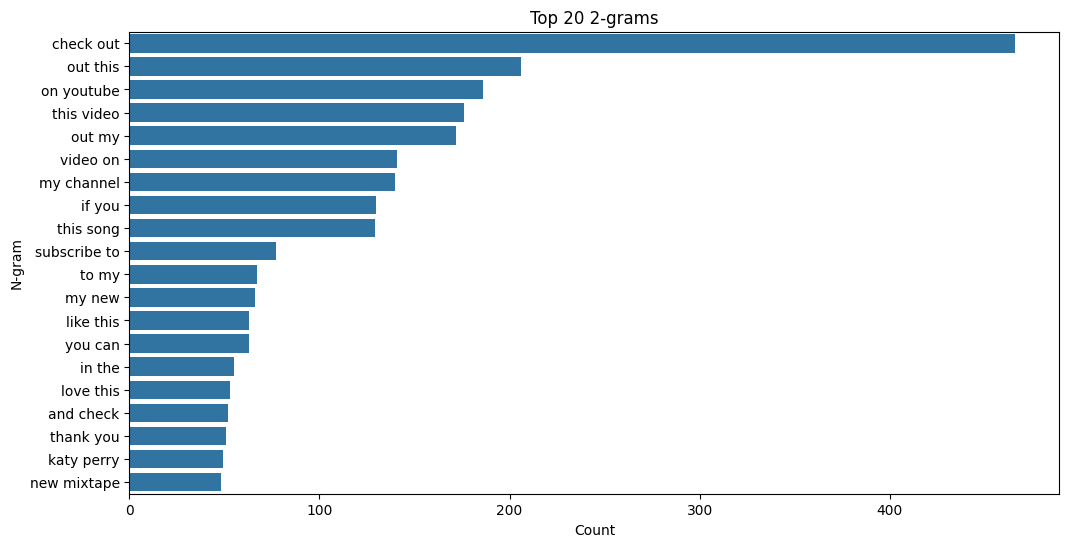 Top 20 2-grams
N-gram
check out
out this
on youtube
this video
out my
video on
my channel
if you
this song
subscribe to
to my
my new
like this
you can
in the
love this
and check
thank you
katy perry
new mixtape
0 100 200 300 400
Count